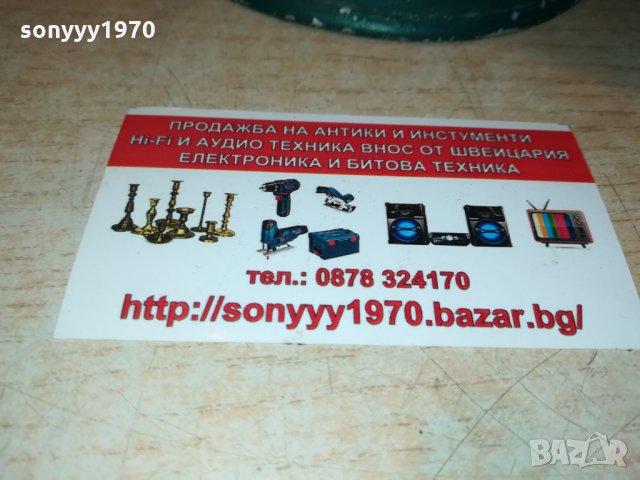 sonyyy1970
ПРОДАЖБА НА АНТИКИ И ИНСТУМЕНТИ
Hi-Fi И АУДИО ТЕХНИКА ВНОС ОТ ШВЕЙЦАРИЯ
ЕЛЕКТРОНИКА И БИТОВА ТЕХНИКА
тел.: 0878 324170
http://sonyyy1970.bazar.bg/
sonyyy1970
BAZAR